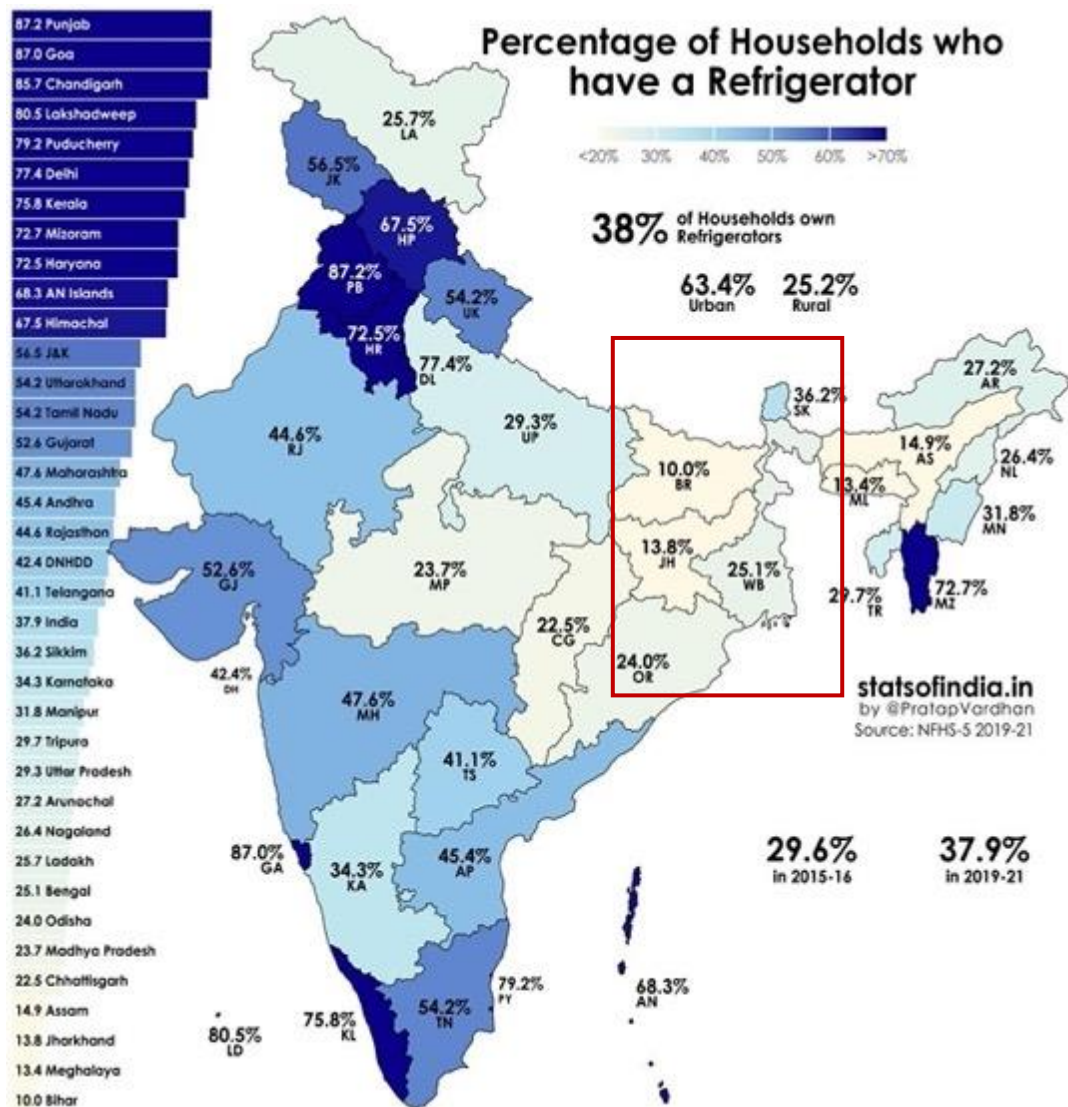 87.2 Punjab
87.0 Goa
85.7 Chandigarh
80.5 Lakshadweep
79.2 Puducherry
77.4 Delhi
75.8 Kerala
72.7 Mizoram
72.5 Haryana
68.3 AN Islands
67.5 Himachal
56.5 J&K
54.2 Uttarakhand
54.2 Tamil Nadu
52.6 Gujarat
47.6 Maharashtra
45.4 Andhra
44.6 Rajasthan
42.4 DNHDD
41.1 Telangana
37.9 India
36.2 Sikkim
34.3 Karnataka
31.8 Manipur
29.7 Tripura
29.3 Uttar Pradesh
27.2 Arunachal
26.4 Nagaland
25.7 Ladakh
25.1 Bengal
24.0 Odisha
23.7 Madhya Pradesh
22.5 Chhattisgarh
14.9 Assam
13.8 Jharkhand
13.4 Meghalaya
10.0 Bihar
Percentage of Households who
have a Refrigerator
<20% 30% 40% 50% 60% >70%
38% of Households own
Refrigerators
63.4% 25.2%
Urban Rural
25.7%
LA
56.5%
JK
67.5%
HP
87.2%
PB
54.2%
UK
72.5%
HR
77.4%
DL
29.3%
UP
44.6%
RJ
36.2%
SK
27.2%
AR
14.9%
AS
26.4%
NL
13.4%
ML
31.8%
MN
10.0%
BR
13.8%
JH
25.1%
WB
29.7%
TR
72.7%
MZ
52.6%
GJ
23.7%
MP
22.5%
CG
24.0%
OR
42.4%
DH
47.6%
MH
41.1%
TS
87.0%
GA
34.3%
KA
45.4%
AP
79.2%
PY
68.3%
AN
80.5%
LD
75.8%
KL
54.2%
TN
statsofindia.in
by @PratapVardhan
Source: NFHS-5 2019-21
29.6% 37.9%
in 2015-16 in 2019-21